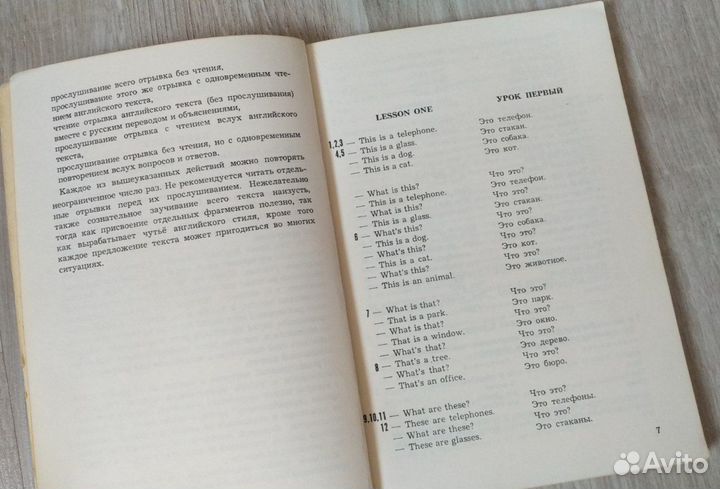 прослушивание всего отрывка без чтения,
прослушивание этого же отрывка с одновременным чте-
нием английского текста,
чтение отрывка английского текста (без прослушивания)
вместе с русским переводом и объяснениями,
прослушивание отрывка с чтением вслух английского
текста,
прослушивание отрывка без чтения, но с одновременным
повторением вслух вопросов и ответов.
Каждое из вышеуказанных действий можно повторять
неограниченное число раз. Не рекомендуется читать отдель-
ные отрывки перед их прослушиванием. Нежелательно
также сознательное заучивание всего текста наизусть,
тогда как присвоение отдельных фрагментов полезно, так
как вырабатывает чутьё английского стиля, кроме того
каждое предложение текста может пригодиться во многих
ситуациях.
LESSON ONE УРОК ПЕРВЫЙ
1,2,3 — This is a telephone. Это телефон.
4,5 — This is a glass. Это стакан.
— This is a dog. Это собака.
— This is a cat. Это кот.
— What is this? Что это?
— This is a telephone. Это телефон.
— What is this? Что это?
— This is a glass. Это стакан.
6 — What's this? Что это?
— This is a dog. Это собака.
— What's this? Что это?
— This is a cat. Это кот.
— What's this? Что это?
— This is an animal. Это животное.
7 — What is that? Что это?
— That is a park. Это парк.
— What is that? Что это?
— That is a window. Это окно.
— What's that? Что это?
8 — That's a tree. Это дерево.
— What's that? Что это?
— That's an office. Это бюро.
9,10,11 — What are these? Что это?
12 — These are telephones. Это телефоны.
— What are these? Что это?
— These are glasses. Это стаканы.
7
Avito